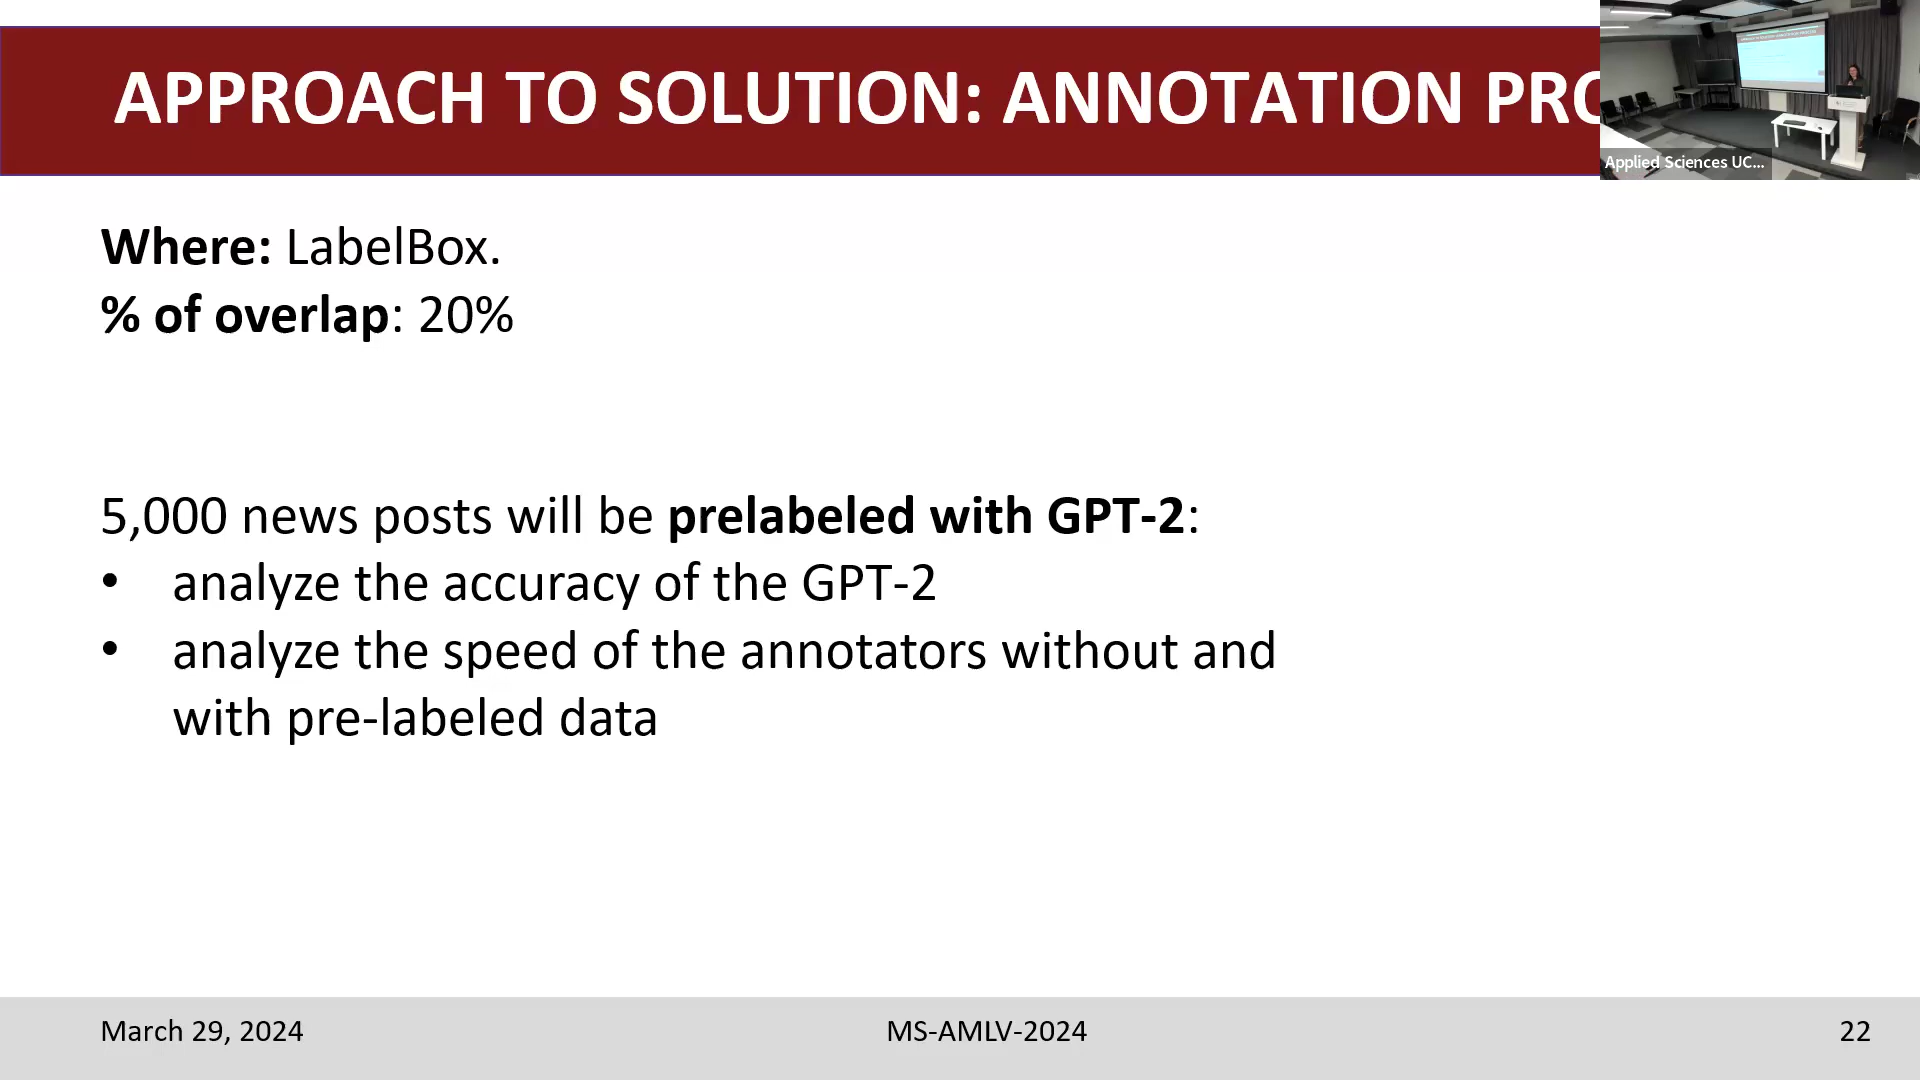 APPROACH TO SOLUTION: ANNOTATION PRO
Applied Sciences UC...
Where: LabelBox.
% of overlap: 20%
5,000 news posts will be prelabeled with GPT-2:
• analyze the accuracy of the GPT-2
• analyze the speed of the annotators without and
with pre-labeled data
March 29, 2024
MS-AMLV-2024
22